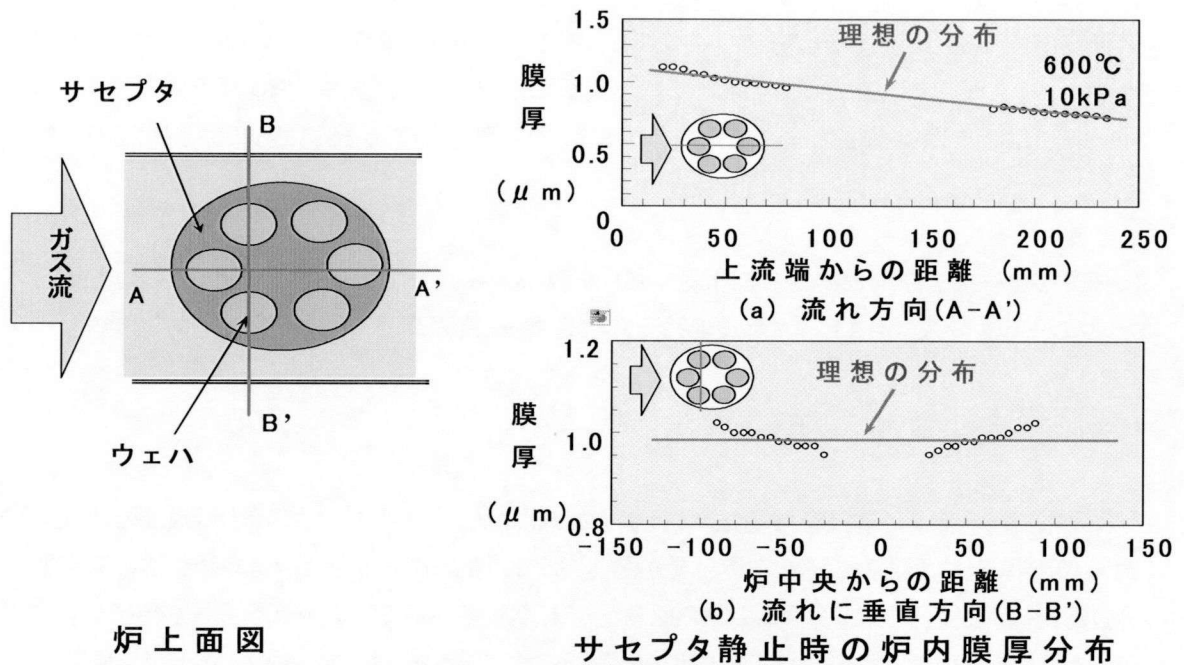 サセプタ
B
ガス流
A
A'
B'
ウェハ
炉上面図
1.5
1.0
0.5
0
膜
厚
(μm)
理想の分布
600℃
10kPa
0 50 100 150 200 250
上流端からの距離 (mm)
(a) 流れ方向(A-A')
1.2
1.0
0.8
膜
厚
(μm)
理想の分布
-150 -100 -50 0 50 100 150
炉中央からの距離 (mm)
(b) 流れに垂直方向(B-B')
サセプタ静止時の炉内膜厚分布